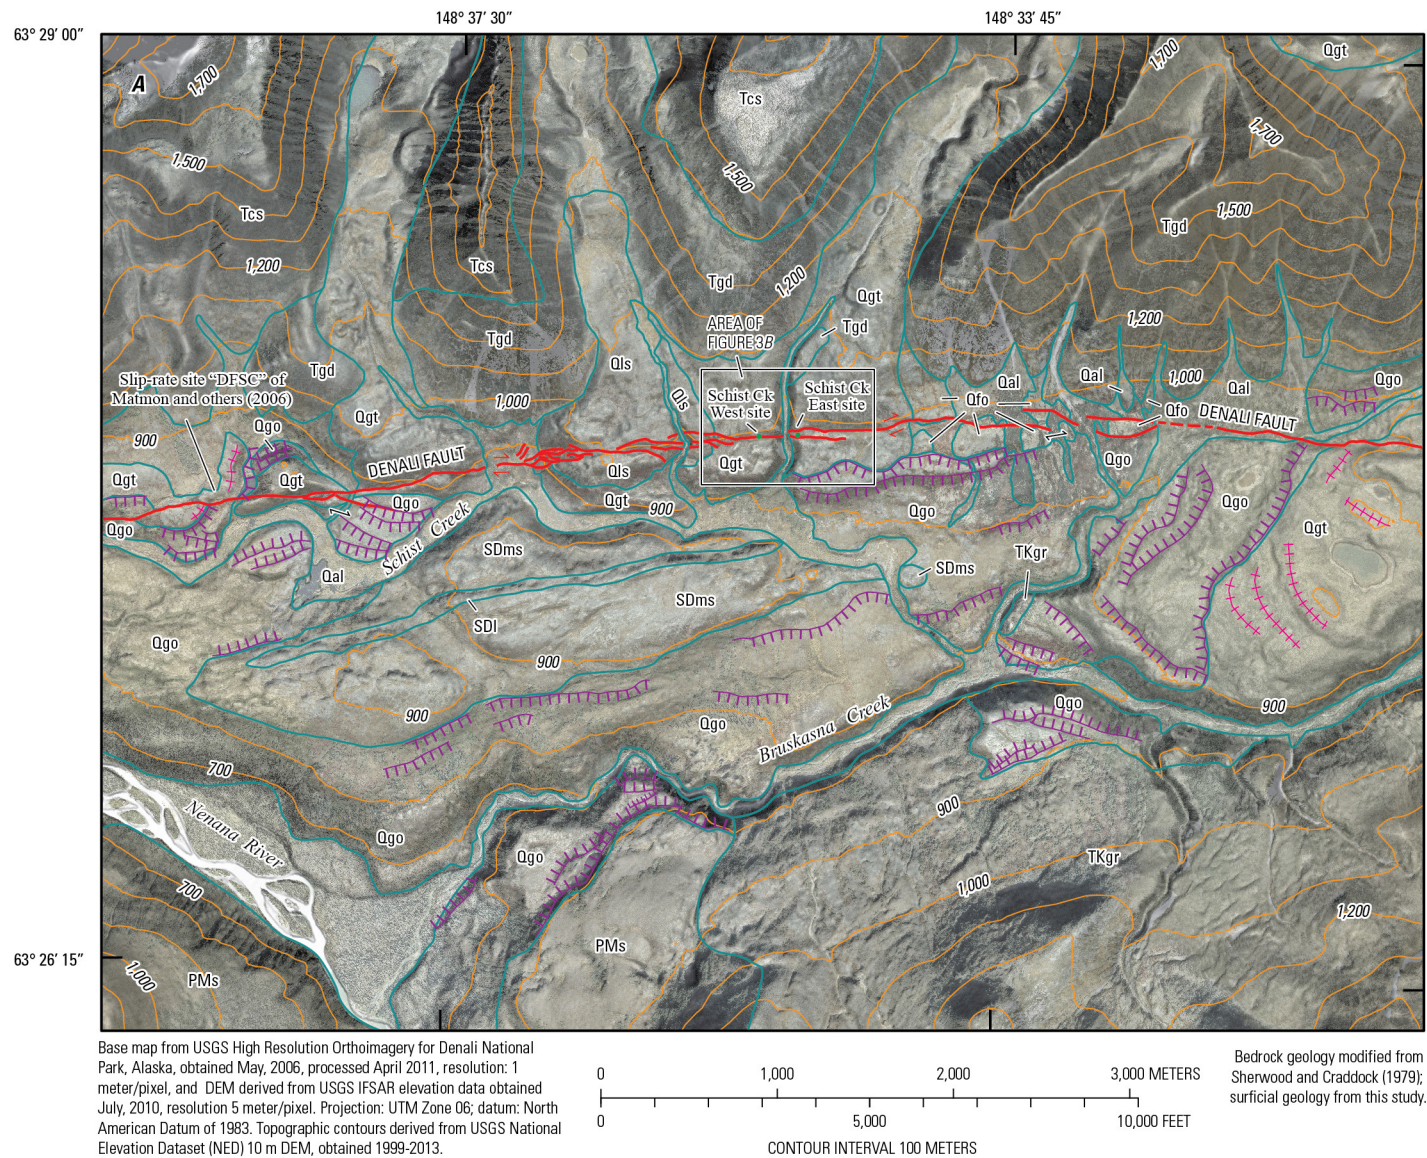 148° 37′ 30″
148° 33′ 45″
63° 29′ 00″
A
1,700
Tcs
1,700
Qgt
1,500
1,500
1,700
Tcs
1,500
Tgd
1,200
Tcs
Tgd
1,200
Qgt
AREA OF
FIGURE 3B
Tgd
1,200
Tgd
Qls
Slip-rate site “DFSC” of
Matmon and others (2006)
Tgd
Qls
Schist Ck
West site
Schist Ck
East site
Qal
Qal
1,000
Qal
Qgo
1,000
Qfo
Qfo
DENALI FAULT
Qgt
Qgo
900
DENALI FAULT
Qls
Qgt
Qgo
Qgt
Qgt
Qgo
Qgt
900
Qgo
Qgo
Qgt
Qgo
Schist Creek
SDms
TKgr
SDms
Qal
SDms
SDl
Qgo
900
900
Qgo
Bruskasna Creek
Qgo
900
700
Nenana River
Qgo
900
Qgo
TKgr
700
1,000
1,200
PMs
63° 26′ 15″
1,000
PMs
Base map from USGS High Resolution Orthoimagery for Denali National
Park, Alaska, obtained May, 2006, processed April 2011, resolution: 1
meter/pixel, and DEM derived from USGS IFSAR elevation data obtained
July, 2010, resolution 5 meter/pixel. Projection: UTM Zone 06; datum: North
American Datum of 1983. Topographic contours derived from USGS National
Elevation Dataset (NED) 10 m DEM, obtained 1999-2013.
0
1,000
2,000
3,000 METERS
0
5,000
10,000 FEET
CONTOUR INTERVAL 100 METERS
Bedrock geology modified from
Sherwood and Craddock (1979);
surficial geology from this study.